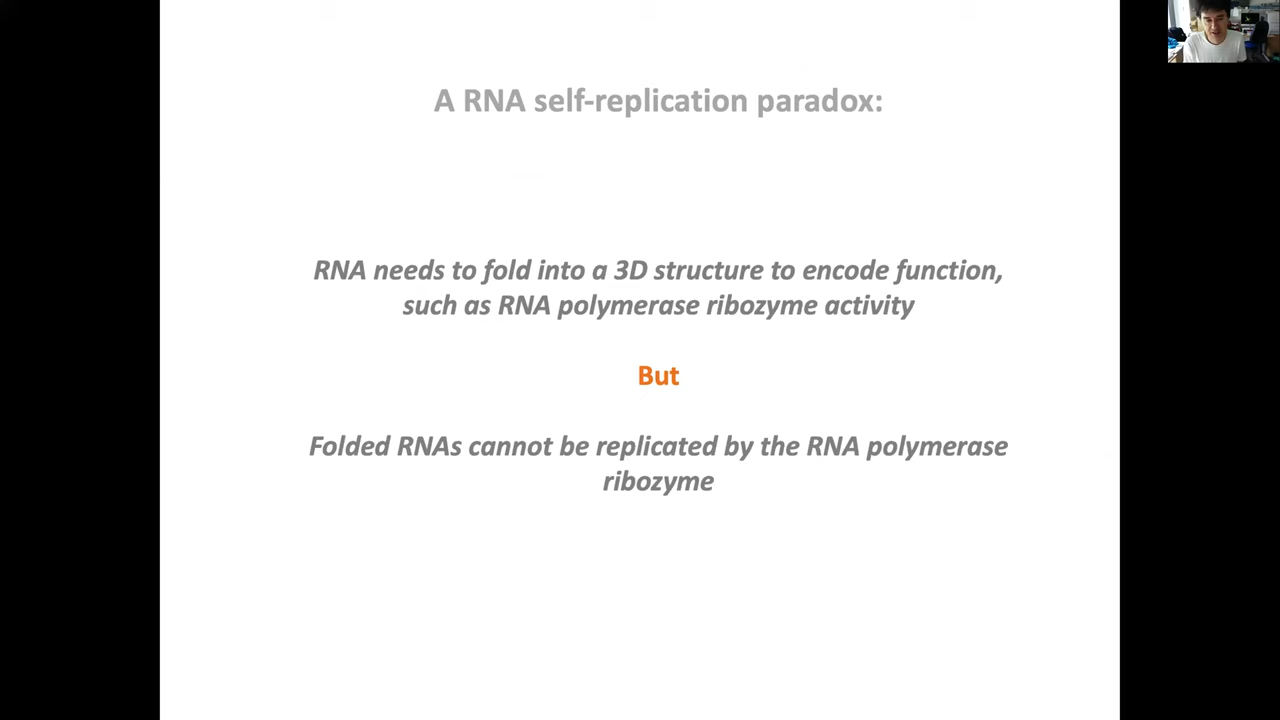 A RNA self-replication paradox:
RNA needs to fold into a 3D structure to encode function,
such as RNA polymerase ribozyme activity
But
Folded RNAs cannot be replicated by the RNA polymerase
ribozyme